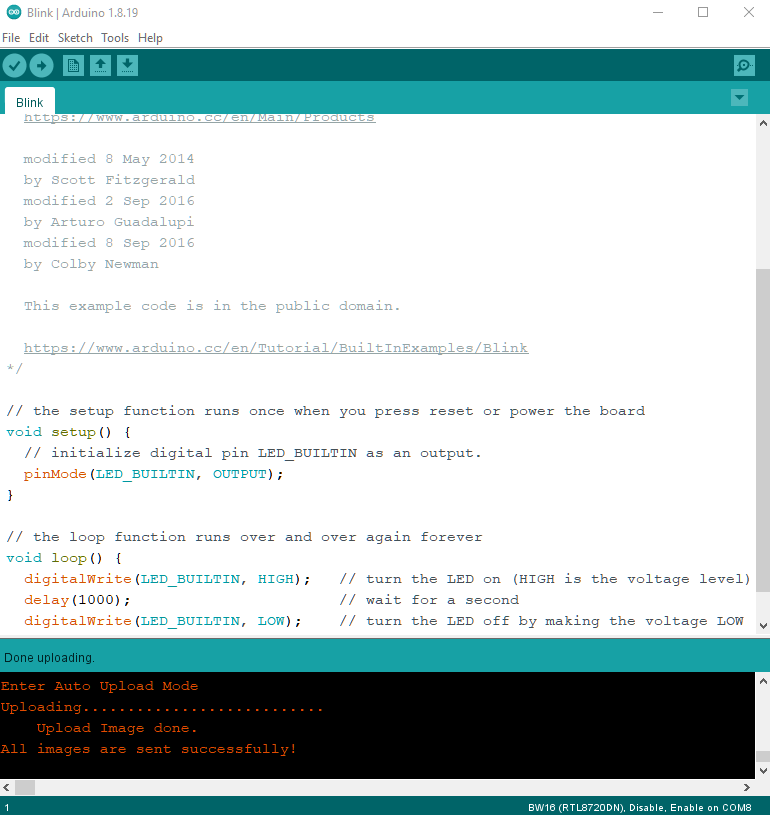 Blink | Arduino 1.8.19
File Edit Sketch Tools Help
Blink
https://www.arduino.cc/en/Main/Products
modified 8 May 2014
by Scott Fitzgerald
modified 2 Sep 2016
by Arturo Guadalupi
modified 8 Sep 2016
by Colby Newman
This example code is in the public domain.
https://www.arduino.cc/en/Tutorial/BuiltInExamples/Blink
*/
// the setup function runs once when you press reset or power the board
void setup() {
// initialize digital pin LED_BUILTIN as an output.
pinMode(LED_BUILTIN, OUTPUT);
}
// the loop function runs over and over again forever
void loop() {
digitalWrite(LED_BUILTIN, HIGH);   // turn the LED on (HIGH is the voltage level)
delay(1000);                       // wait for a second
digitalWrite(LED_BUILTIN, LOW);    // turn the LED off by making the voltage LOW
Done uploading.
Enter Auto Upload Mode
Uploading...........................
Upload Image done.
All images are sent successfully!
1 BW16 (RTL8720DN), Disable, Enable on COM8